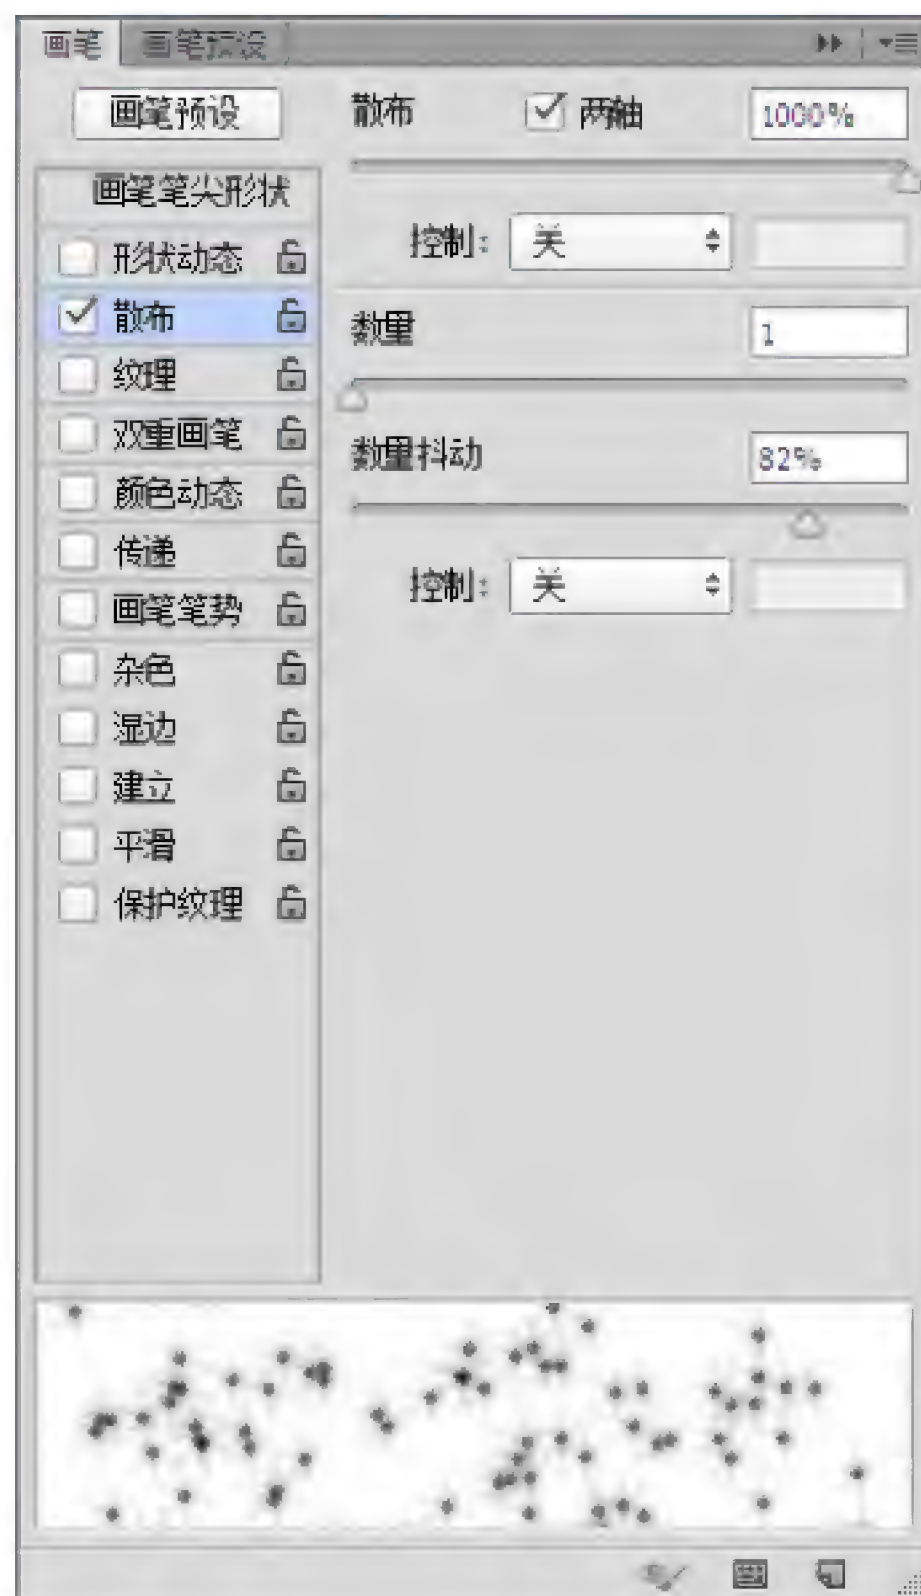 画笔 画笔预设
画笔预设 散布 两轴 1000%
画笔笔尖形状
形状动态 控制: 关
散布 数量 1
纹理
双重画笔 数量抖动 82%
颜色动态
传递
画笔笔势 控制: 关
杂色
湿边
建立
平滑
保护纹理